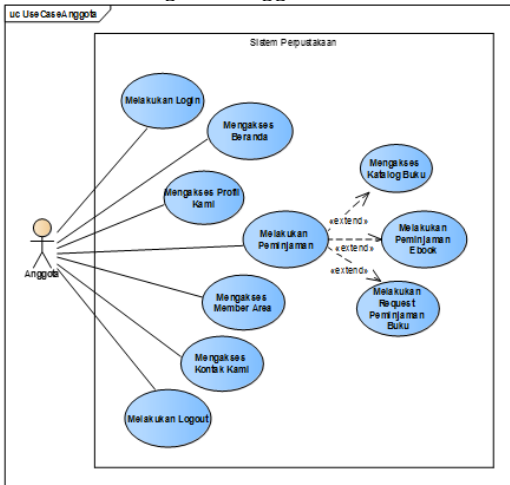 uc UseCaseAnggota
Sistem Perpustakaan
Melakukan Login
Mengakses
Beranda
Mengakses Profil
Kami
Melakukan
Peminjaman
Mengakses
Member Area
Mengakses
Kontak Kami
Melakukan Logout
Anggota
Mengakses
Katalog Buku
«extend»
Melakukan
Peminjaman
Ebook
«extend»
«extend»
Melakukan
Request
Peminjaman
Buku